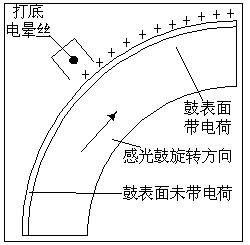 打底
电晕丝
+ + + + + + + + + + +
鼓表面
带电荷
感光鼓旋转方向
鼓表面未带电荷